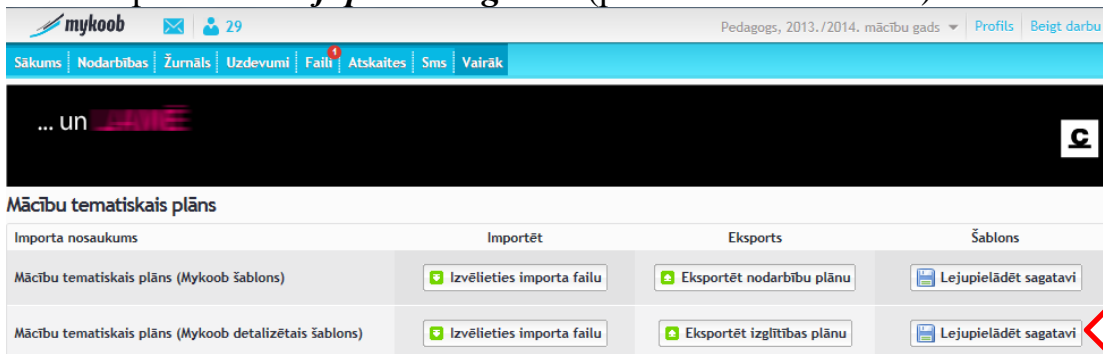 mykoob 29 Pedagogs, 2013./2014. mācību gads Profils Beigt darbu
Sākums Nodarbības Žurnāls Uzdevumi Faili 1 Atskaites Sms Vairāk
... un
Mācību tematiskais plāns
Importa nosaukums Importēt Eksports Šablons
Mācību tematiskais plāns (Mykoob šablons) Izvēlieties importa failu Eksportēt nodarbību plānu Lejupielādēt sagatavi
Mācību tematiskais plāns (Mykoob detalizētais šablons) Izvēlieties importa failu Eksportēt izglītības plānu Lejupielādēt sagatavi